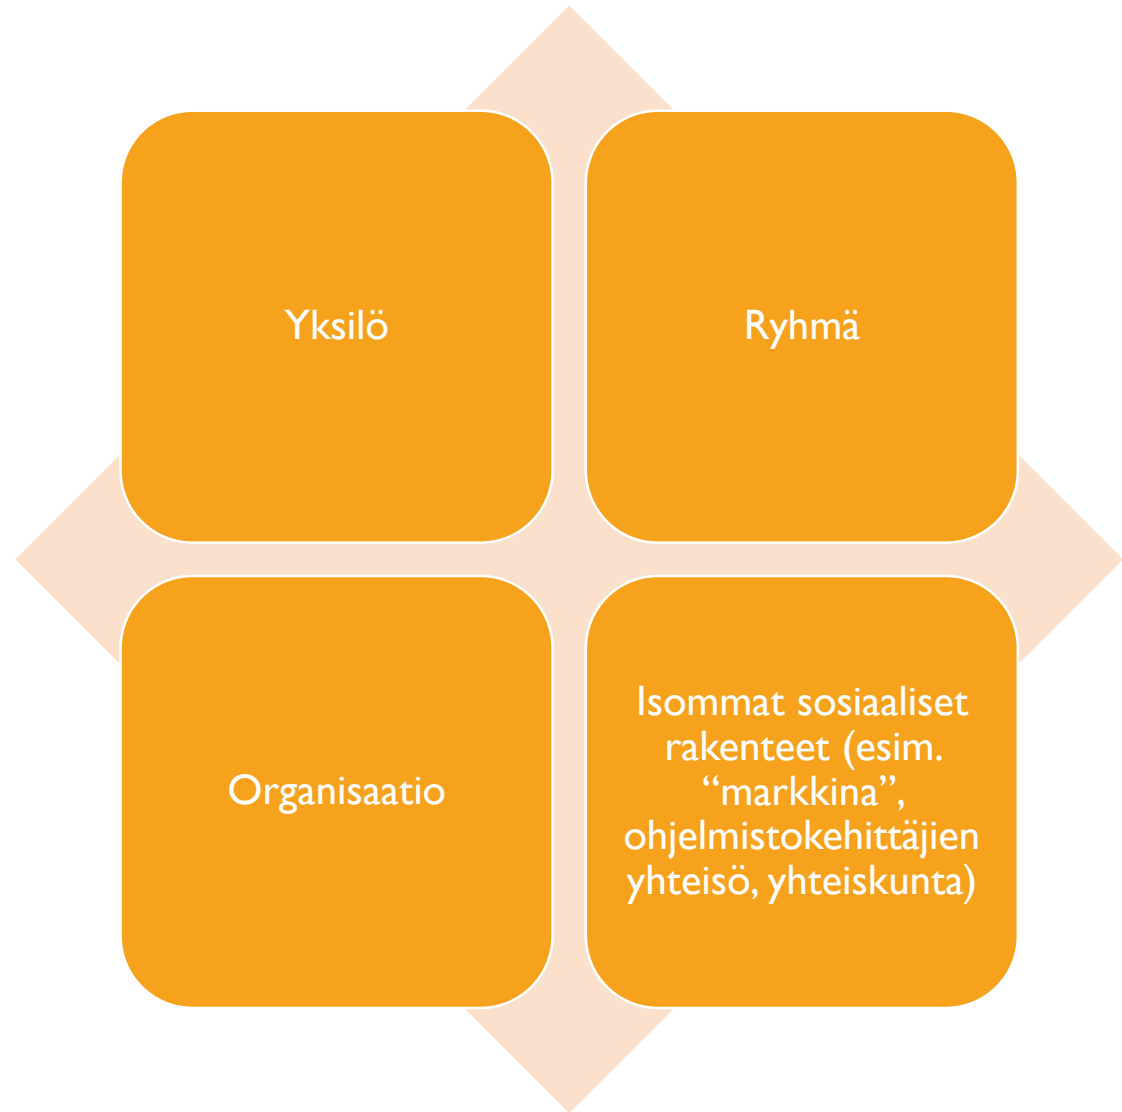 Yksilö
Ryhmä
Organisaatio
Isommat sosiaaliset
rakenteet (esim.
“markkina”,
ohjelmistokehittäjien
yhteisö, yhteiskunta)